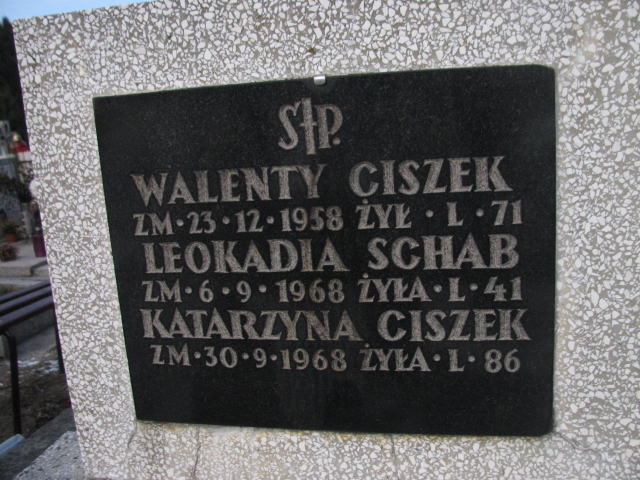 Ś†P.
WALENTY CISZEK
ZM·23·12·1958 ŻYŁ·L·71
LEOKADIA SCHAB
ZM·6·9·1968 ŻYŁA·L·41
KATARZYNA CISZEK
ZM·30·9·1968 ŻYŁA·L·86